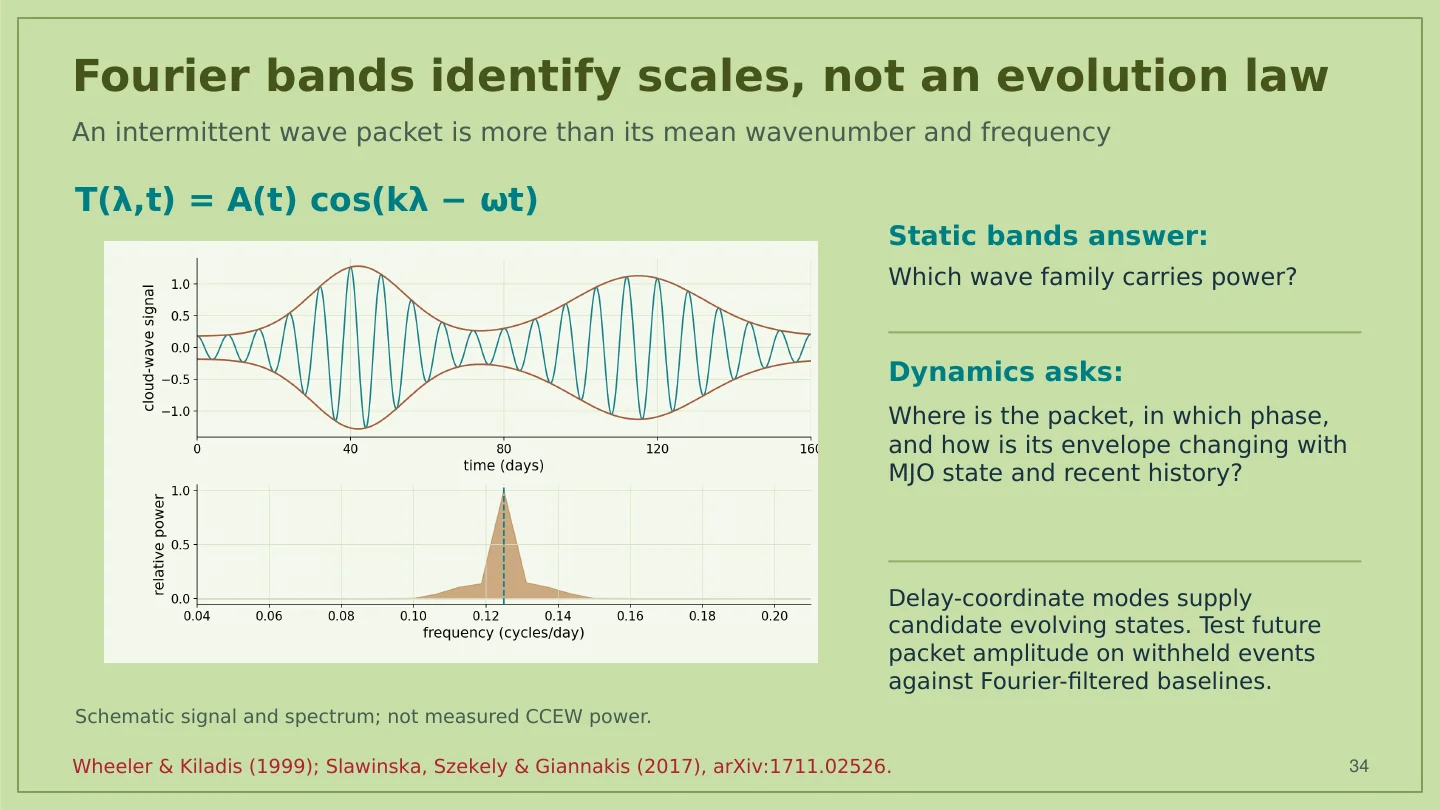 Fourier bands identify scales, not an evolution law
An intermittent wave packet is more than its mean wavenumber and frequency
T(λ,t) = A(t) cos(kλ − ωt)
cloud-wave signal
1.0
0.5
0.0
−0.5
−1.0
0 40 80 120 160
time (days)
relative power
1.0
0.5
0.0
0.04 0.06 0.08 0.10 0.12 0.14 0.16 0.18 0.20
frequency (cycles/day)
Schematic signal and spectrum; not measured CCEW power.
Static bands answer:
Which wave family carries power?
Dynamics asks:
Where is the packet, in which phase,
and how is its envelope changing with
MJO state and recent history?
Delay-coordinate modes supply
candidate evolving states. Test future
packet amplitude on withheld events
against Fourier-filtered baselines.
Wheeler & Kiladis (1999); Slawinska, Szekely & Giannakis (2017), arXiv:1711.02526.
34